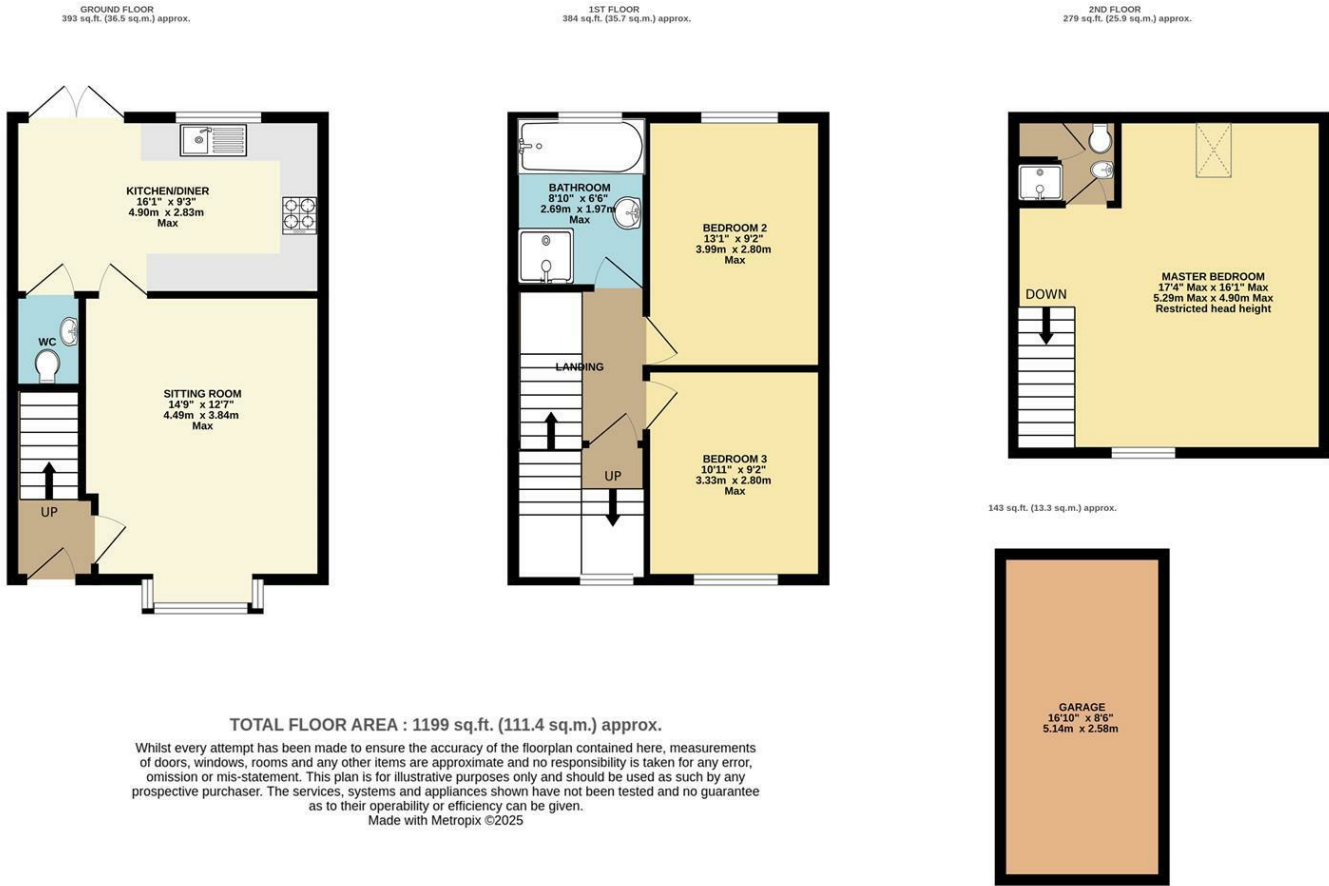 GROUND FLOOR
393 sq.ft. (36.5 sq.m.) approx.
KITCHEN/DINER
16'1" x 9'3"
4.90m x 2.83m
Max
WC
SITTING ROOM
14'9" x 12'7"
4.49m x 3.84m
Max
UP
1ST FLOOR
384 sq.ft. (35.7 sq.m.) approx.
BATHROOM
8'10" x 6'6"
2.69m x 1.97m
Max
BEDROOM 2
13'1" x 9'2"
3.99m x 2.80m
Max
LANDING
BEDROOM 3
10'11" x 9'2"
3.33m x 2.80m
Max
UP
2ND FLOOR
279 sq.ft. (25.9 sq.m.) approx.
MASTER BEDROOM
17'4" Max x 16'1" Max
5.29m Max x 4.90m Max
Restricted head height
DOWN
143 sq.ft. (13.3 sq.m.) approx.
GARAGE
16'10" x 8'6"
5.14m x 2.58m
TOTAL FLOOR AREA : 1199 sq.ft. (111.4 sq.m.) approx.
Whilst every attempt has been made to ensure the accuracy of the floorplan contained here, measurements
of doors, windows, rooms and any other items are approximate and no responsibility is taken for any error,
omission or mis-statement. This plan is for illustrative purposes only and should be used as such by any
prospective purchaser. The services, systems and appliances shown have not been tested and no guarantee
as to their operability or efficiency can be given.
Made with Metropix ©2025